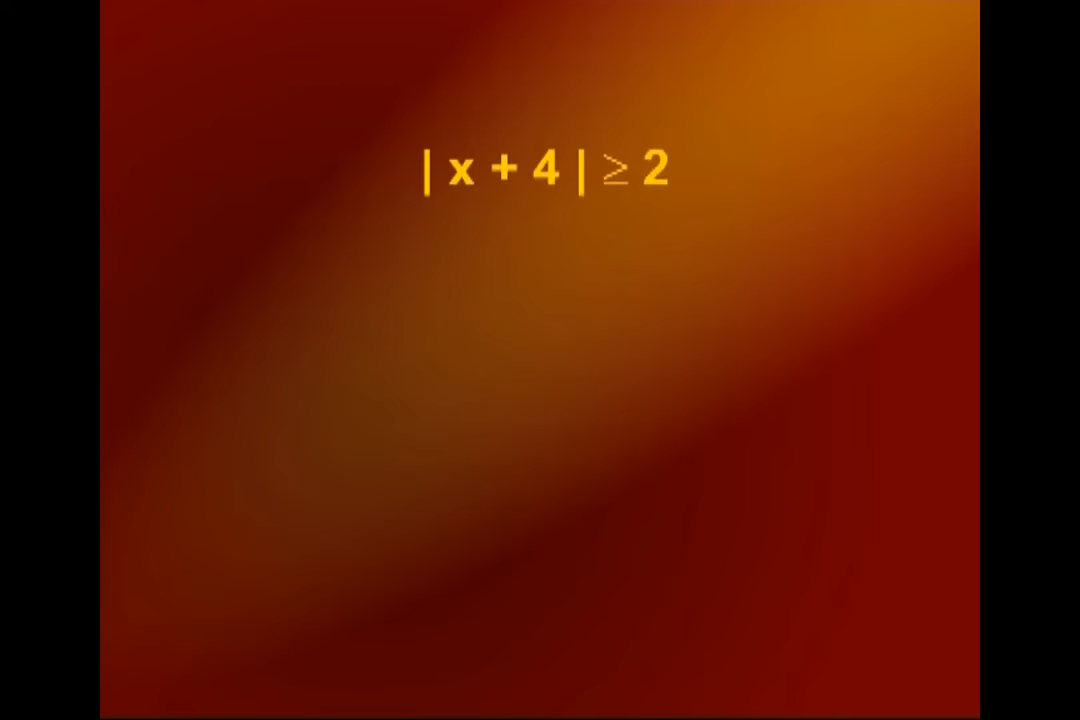 | x + 4 | ≥ 2